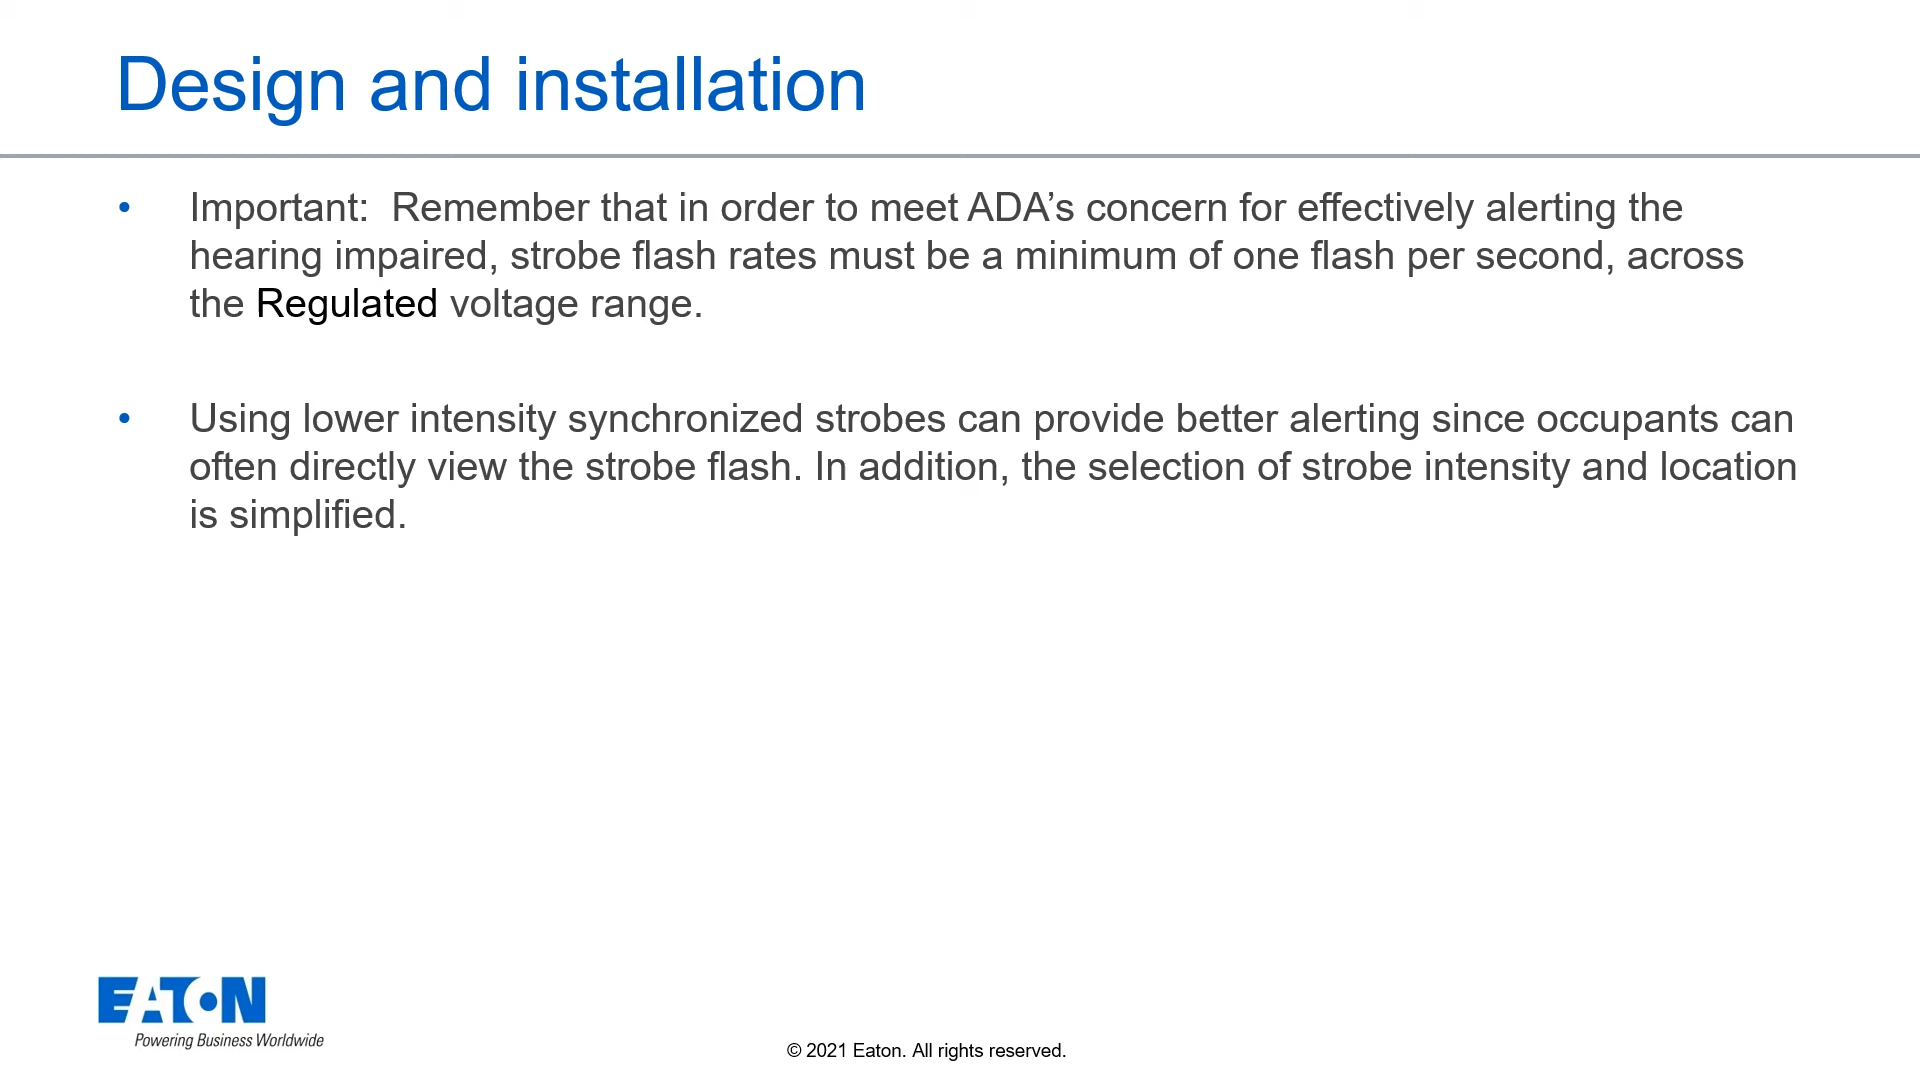 Design and installation
• Important:  Remember that in order to meet ADA’s concern for effectively alerting the
hearing impaired, strobe flash rates must be a minimum of one flash per second, across
the Regulated voltage range.
• Using lower intensity synchronized strobes can provide better alerting since occupants can
often directly view the strobe flash. In addition, the selection of strobe intensity and location
is simplified.
EATON
Powering Business Worldwide
© 2021 Eaton. All rights reserved.